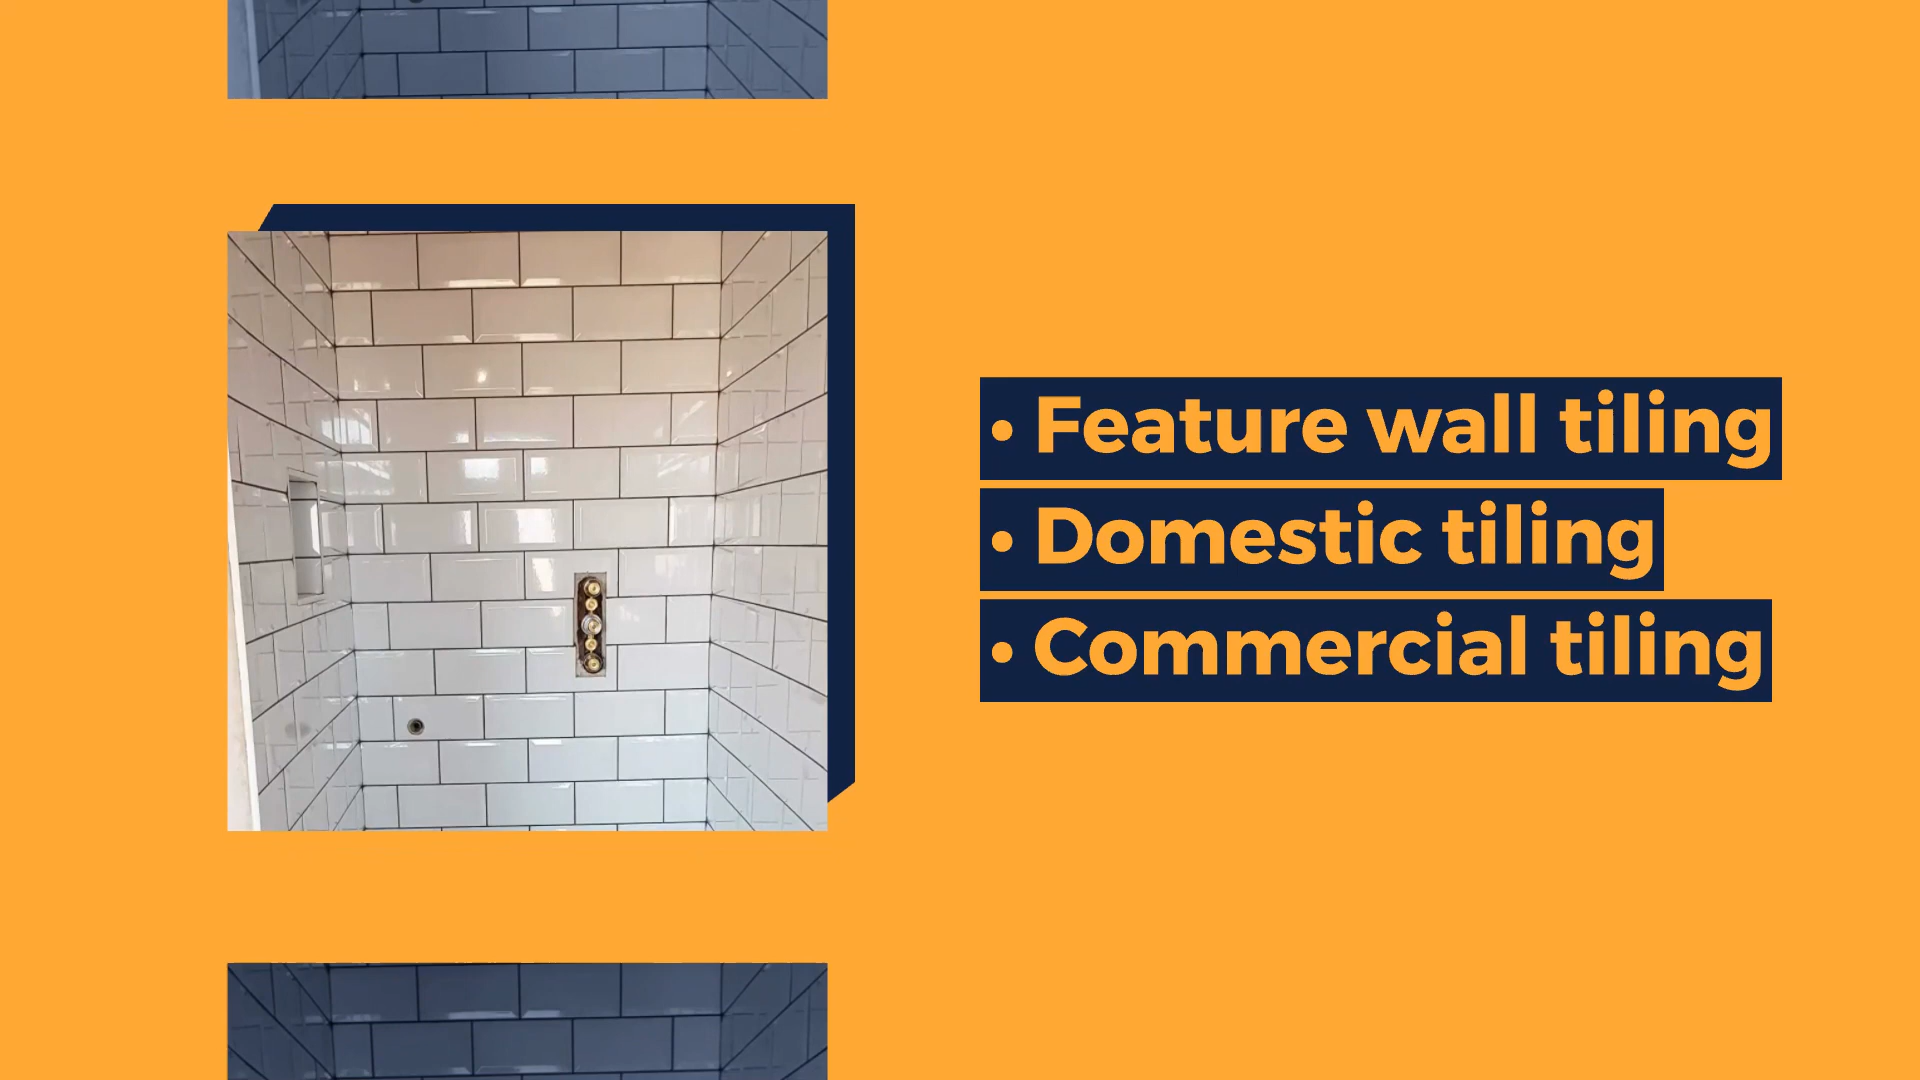 • Feature wall tiling
• Domestic tiling
• Commercial tiling